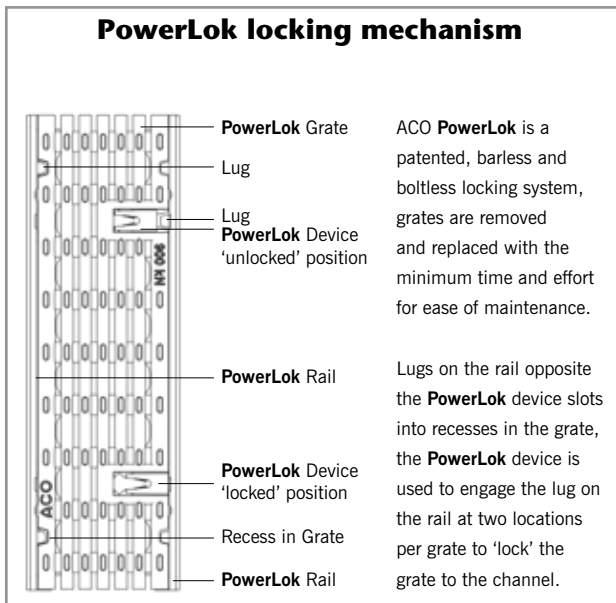 PowerLok locking mechanism
PowerLok Grate
Lug
Lug
PowerLok Device
'unlocked' position
PowerLok Rail
PowerLok Device
'locked' position
Recess in Grate
PowerLok Rail
ACO PowerLok is a
patented, barless and
boltless locking system,
grates are removed
and replaced with the
minimum time and effort
for ease of maintenance.
Lugs on the rail opposite
the PowerLok device slots
into recesses in the grate,
the PowerLok device is
used to engage the lug on
the rail at two locations
per grate to 'lock' the
grate to the channel.
ACO